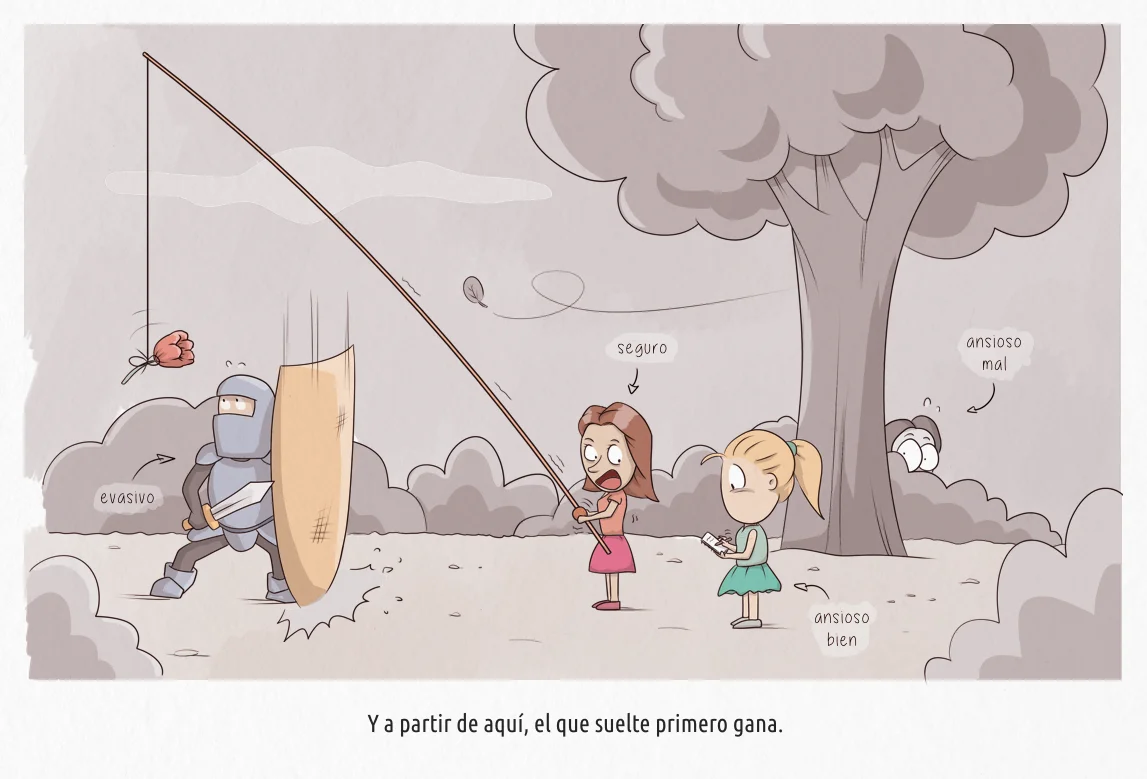 seguro
ansioso
mal
evasivo
ansioso
bien
Y a partir de aquí, el que suelte primero gana.